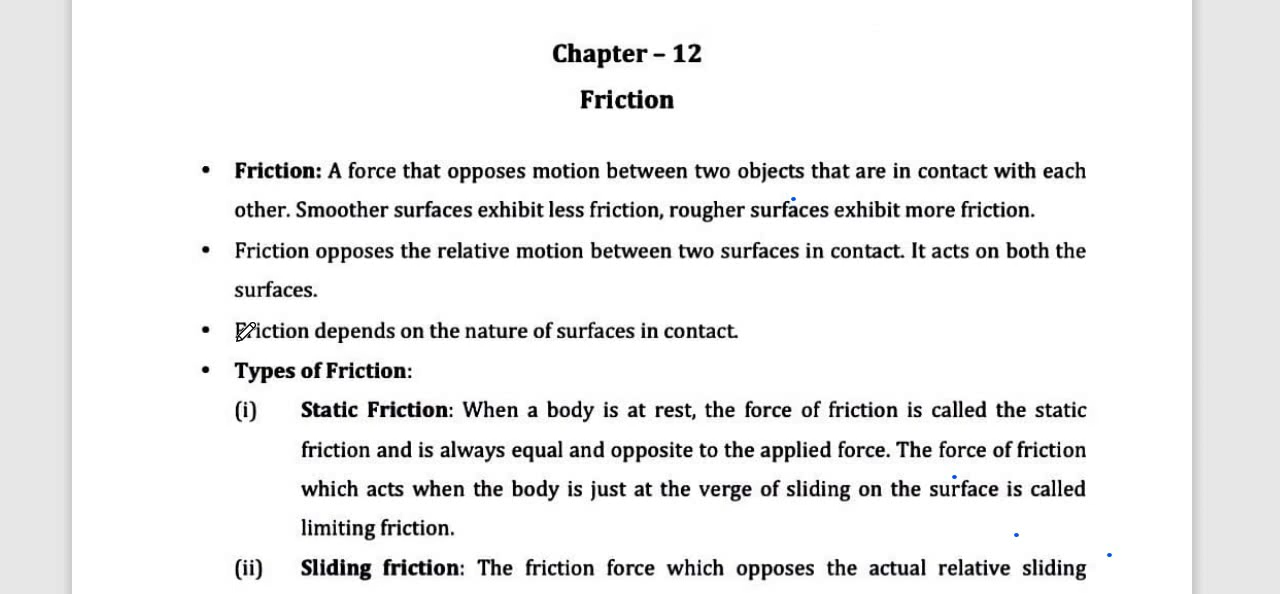 Chapter – 12
Friction
• Friction: A force that opposes motion between two objects that are in contact with each
other. Smoother surfaces exhibit less friction, rougher surfaces exhibit more friction.
• Friction opposes the relative motion between two surfaces in contact. It acts on both the
surfaces.
• Friction depends on the nature of surfaces in contact.
• Types of Friction:
(i) Static Friction: When a body is at rest, the force of friction is called the static
friction and is always equal and opposite to the applied force. The force of friction
which acts when the body is just at the verge of sliding on the surface is called
limiting friction.
(ii) Sliding friction: The friction force which opposes the actual relative sliding